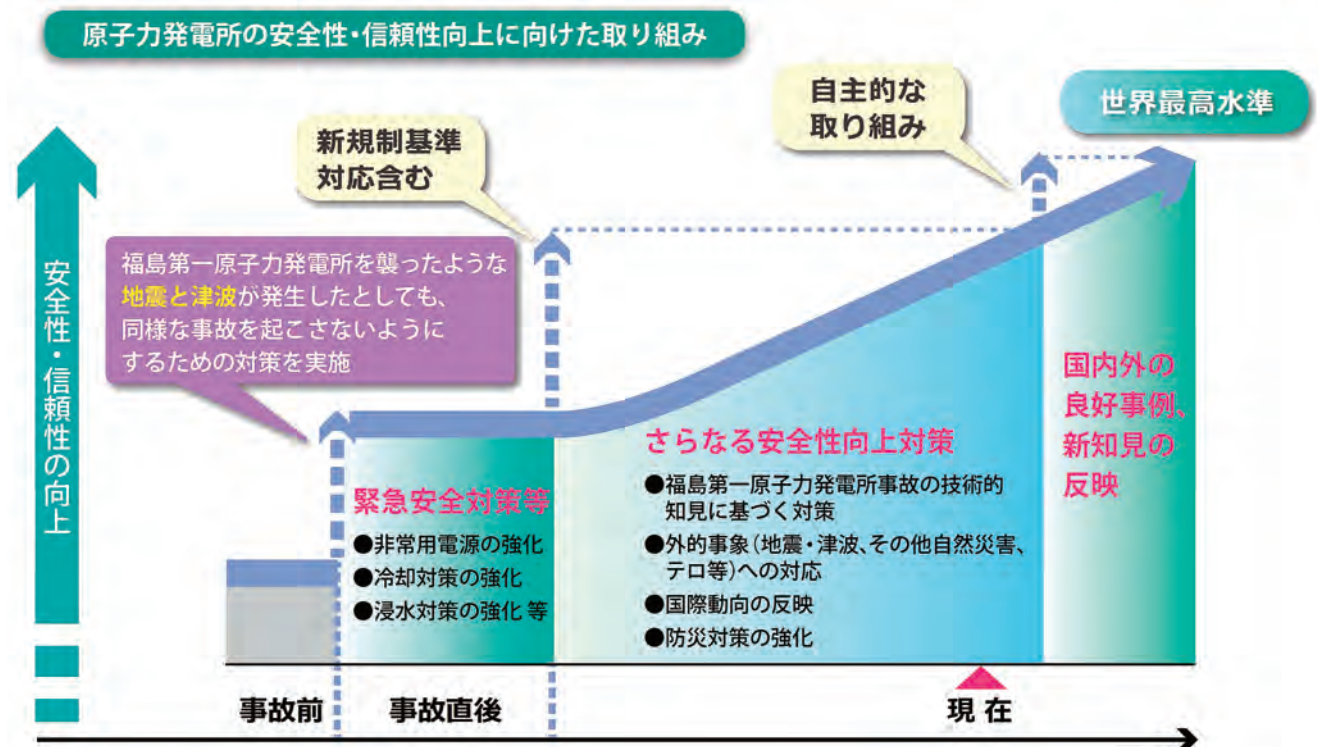 原子力発電所の安全性・信頼性向上に向けた取り組み
世界最高水準
自主的な
取り組み
新規制基準
対応含む
安全性・信頼性の向上
福島第一原子力発電所を襲ったような
地震と津波が発生したとしても、
同様な事故を起こさないように
するための対策を実施
緊急安全対策等
●非常用電源の強化
●冷却対策の強化
●浸水対策の強化 等
さらなる安全性向上対策
●福島第一原子力発電所事故の技術的
知見に基づく対策
●外的事象(地震・津波、その他自然災害、
テロ等)への対応
●国際動向の反映
●防災対策の強化
国内外の
良好事例、
新知見の
反映
事故前
事故直後
現在